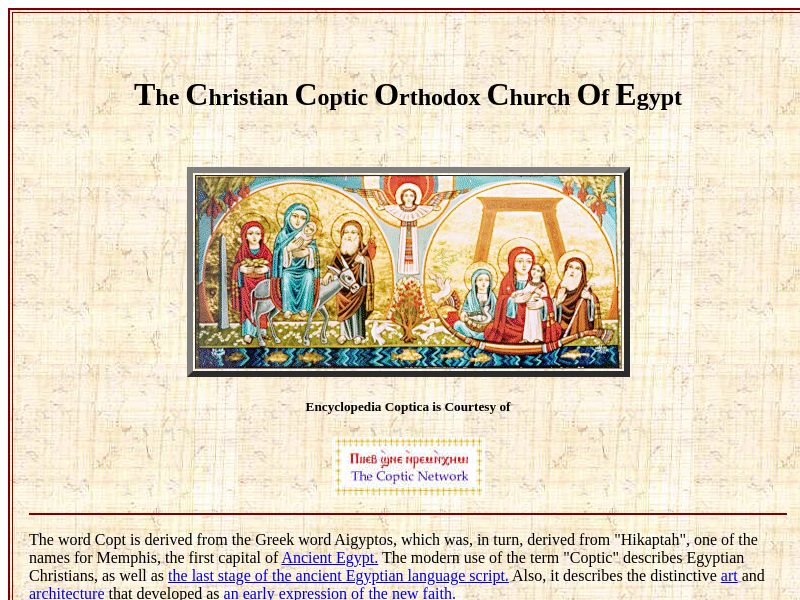 The Christian Coptic Orthodox Church Of Egypt
Encyclopedia Coptica is Courtesy of
The Coptic Network
The word Copt is derived from the Greek word Aigyptos, which was, in turn, derived from "Hikaptah", one of the
names for Memphis, the first capital of Ancient Egypt. The modern use of the term "Coptic" describes Egyptian
Christians, as well as the last stage of the ancient Egyptian language script. Also, it describes the distinctive art and
architecture that developed as an early expression of the new faith.